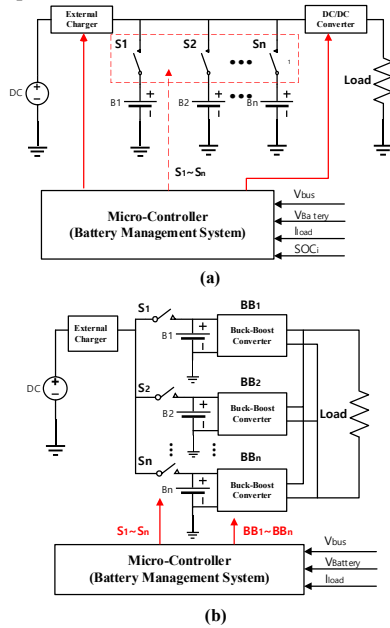 External
Charger
DC/DC
Converter
S1
S2
Sn
1
DC
B1
B2
Bn
Load
S1~Sn
Micro-Controller
(Battery Management System)
Vbus
VBa tery
Iload
SOCi
(a)
S1
BB1
External
Charger
B1
Buck-Boost
Converter
DC
S2
BB2
B2
Buck-Boost
Converter
Load
Sn
BBn
Bn
Buck-Boost
Converter
S1~Sn
BB1~BBn
Micro-Controller
(Battery Management System)
Vbus
VBattery
Iload
(b)